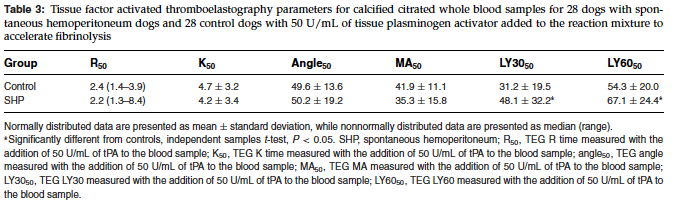 Table 3: Tissue factor activated thromboelastography parameters for calcified citrated whole blood samples for 28 dogs with spon-
taneous hemoperitoneum dogs and 28 control dogs with 50 U/mL of tissue plasminogen activator added to the reaction mixture to
accelerate fibrinolysis
Group R50 K50 Angle50 MA50 LY3050 LY6050
Control 2.4 (1.4–3.9) 4.7 ± 3.2 49.6 ± 13.6 41.9 ± 11.1 31.2 ± 19.5 54.3 ± 20.0
SHP 2.2 (1.3–8.4) 4.2 ± 3.4 50.2 ± 19.2 35.3 ± 15.8 48.1 ± 32.2* 67.1 ± 24.4*
Normally distributed data are presented as mean ± standard deviation, while nonnormally distributed data are presented as median (range).
*Significantly different from controls, independent samples t-test, P < 0.05. SHP, spontaneous hemoperitoneum; R50, TEG R time measured with the
addition of 50 U/mL of tPA to the blood sample; K50, TEG K time measured with the addition of 50 U/mL of tPA to the blood sample; angle50, TEG angle
measured with the addition of 50 U/mL of tPA to the blood sample; MA50, TEG MA measured with the addition of 50 U/mL of tPA to the blood sample;
LY3050, TEG LY30 measured with the addition of 50 U/mL of tPA to the blood sample; LY6050, TEG LY60 measured with the addition of 50 U/mL of tPA to
the blood sample.